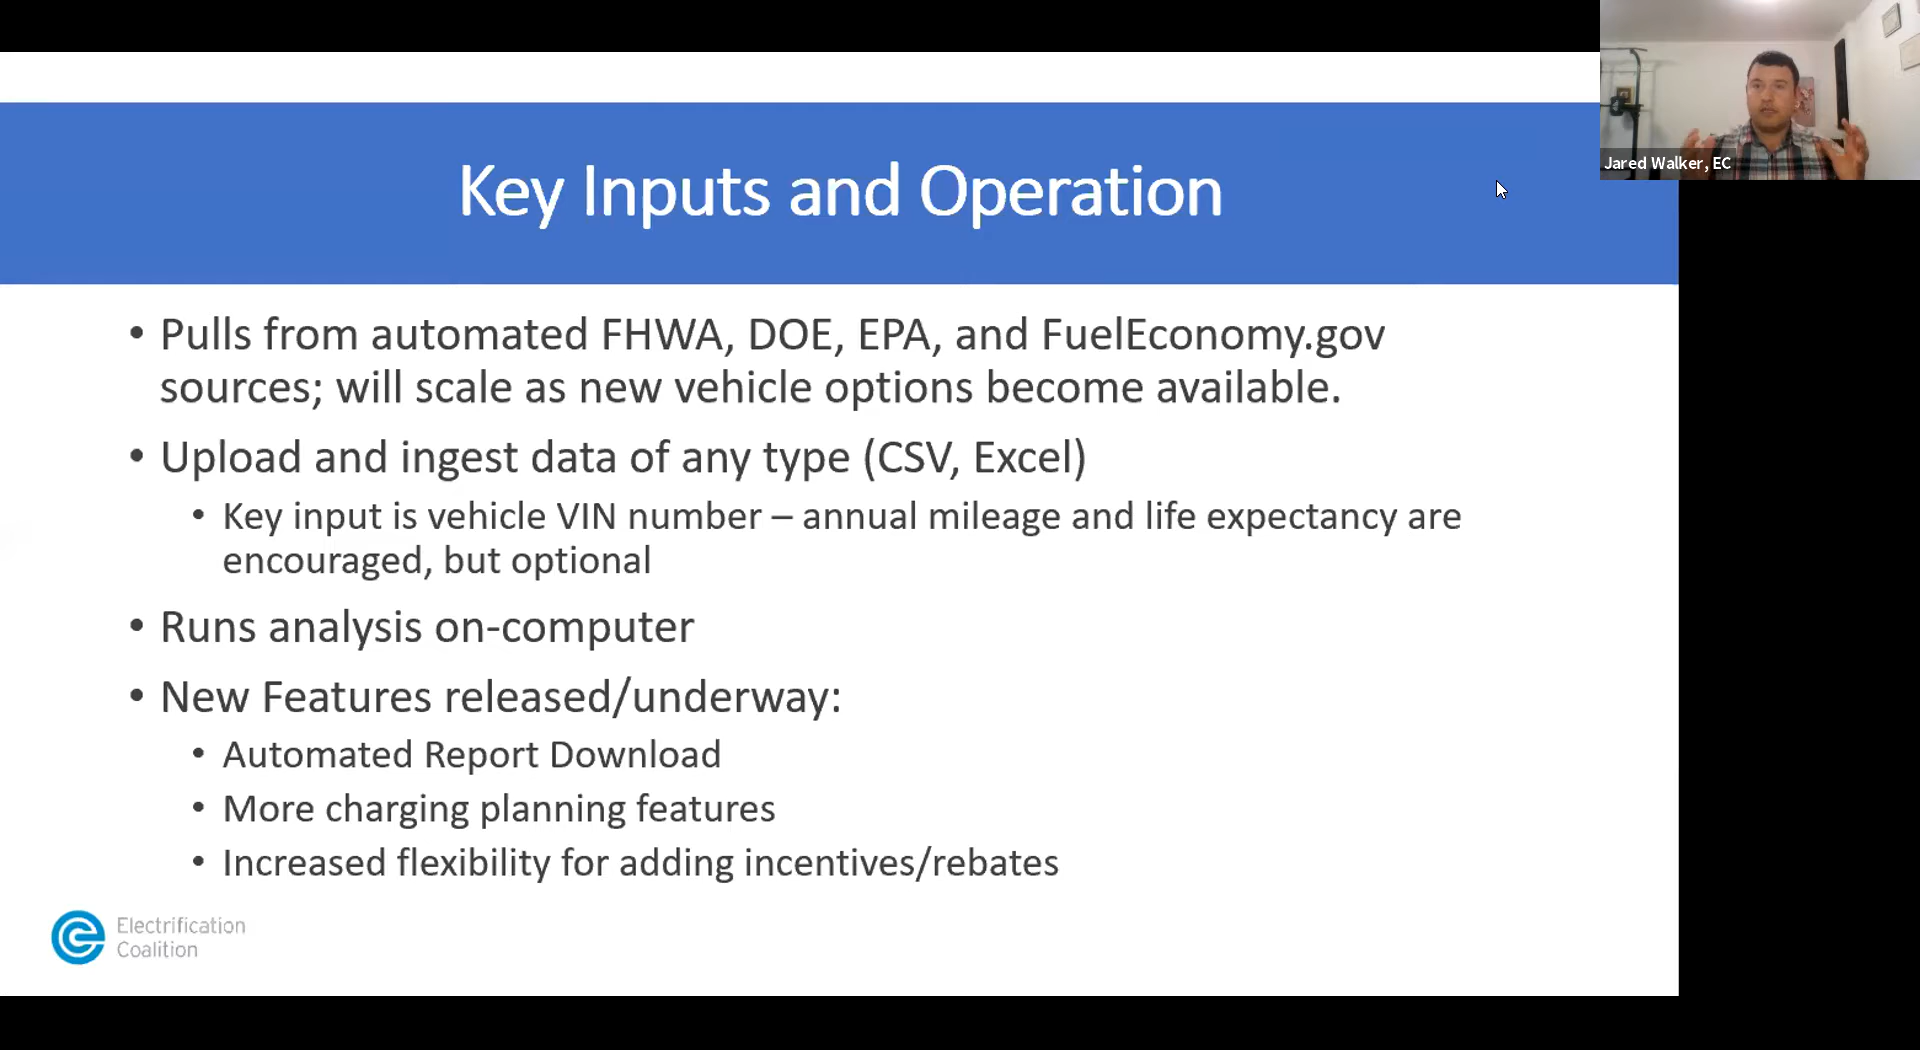 Key Inputs and Operation
Jared Walker, EC
• Pulls from automated FHWA, DOE, EPA, and FuelEconomy.gov
sources; will scale as new vehicle options become available.
• Upload and ingest data of any type (CSV, Excel)
• Key input is vehicle VIN number – annual mileage and life expectancy are
encouraged, but optional
• Runs analysis on-computer
• New Features released/underway:
• Automated Report Download
• More charging planning features
• Increased flexibility for adding incentives/rebates
Electrification
Coalition